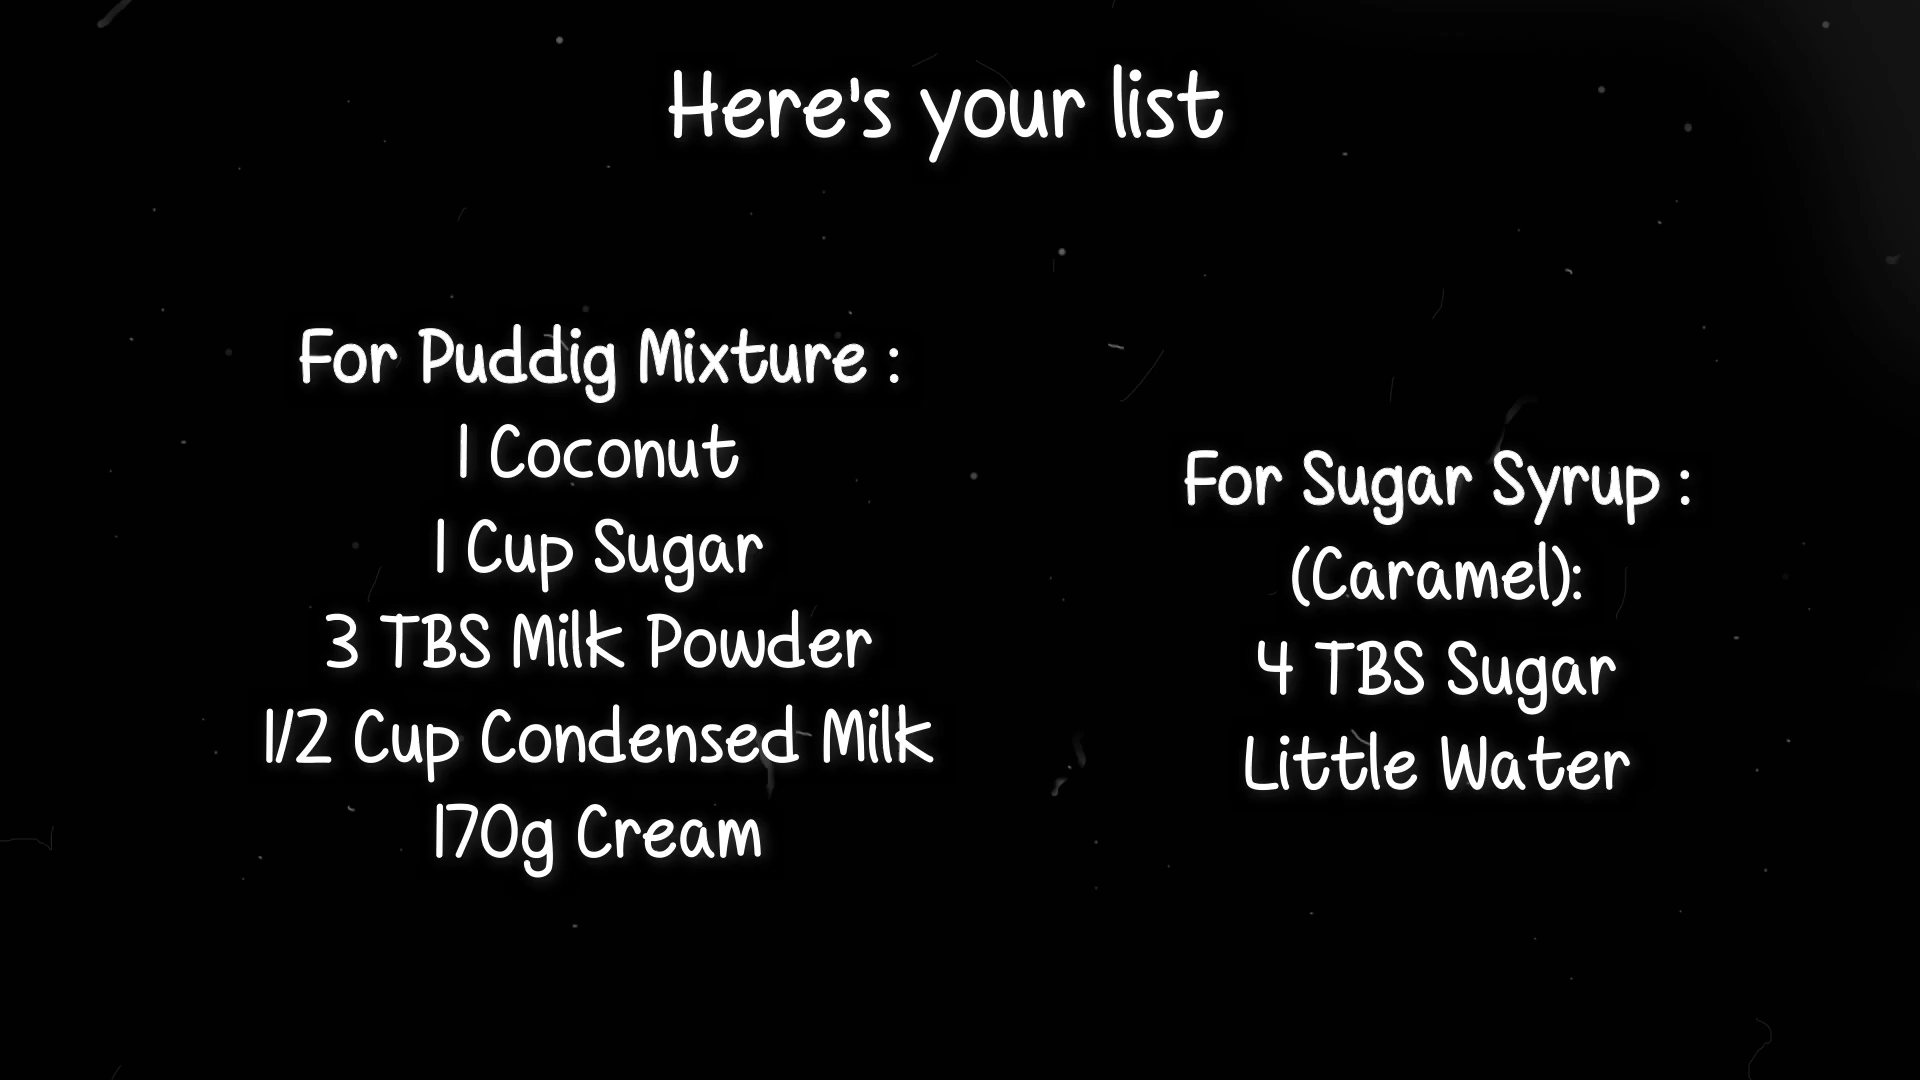 Here's your list
For Puddig Mixture :
1 Coconut
1 Cup Sugar
3 TBS Milk Powder
1/2 Cup Condensed Milk
170g Cream
For Sugar Syrup :
(Caramel):
4 TBS Sugar
Little Water